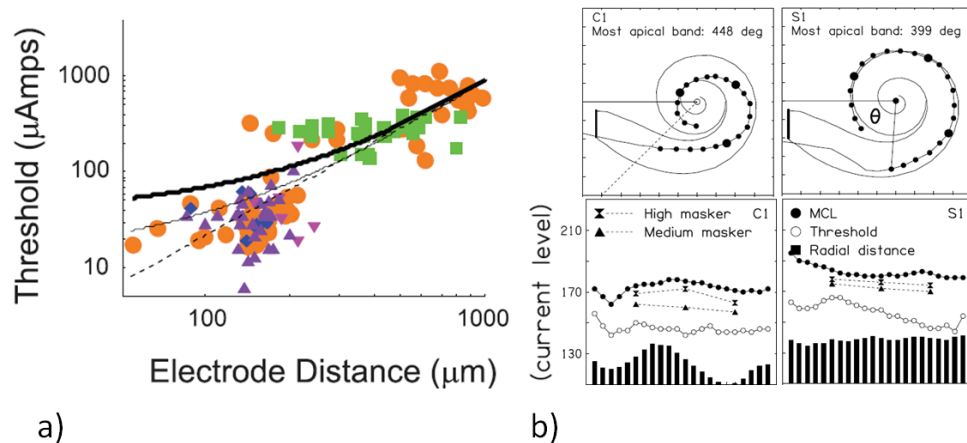 Threshold (μAmps)
1000
100
10
100
1000
Electrode Distance (μm)
a)
C1
Most apical band: 448 deg
S1
Most apical band: 399 deg
θ
(current level)
210
170
130
High masker
Medium masker
C1
S1
MCL
Threshold
Radial distance
b)